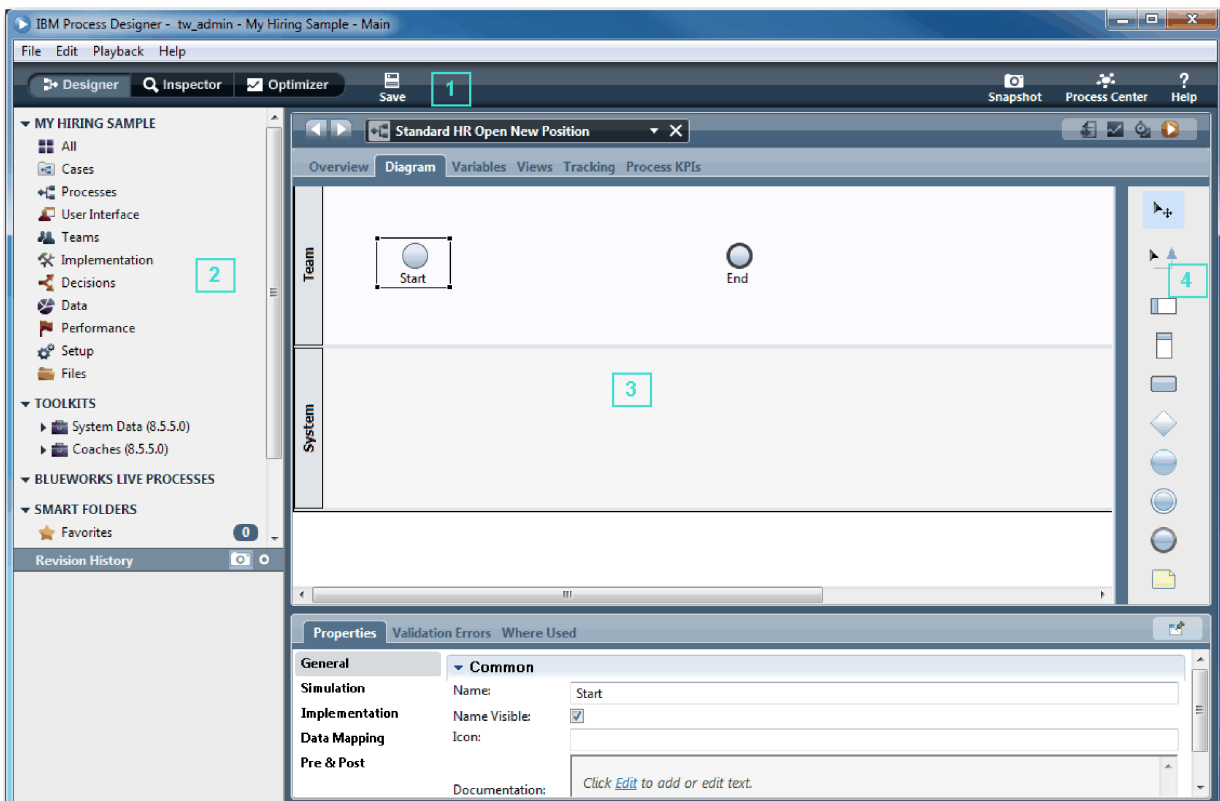 IBM Process Designer - tw_admin - My Hiring Sample - Main
File Edit Playback Help
Designer Inspector Optimizer Save 1 Snapshot Process Center Help
MY HIRING SAMPLE
All
Cases
Processes
User Interface
Teams
Implementation
2
Decisions
Data
Performance
Setup
Files
TOOLKITS
System Data (8.5.5.0)
Coaches (8.5.5.0)
BLUEWORKS LIVE PROCESSES
SMART FOLDERS
Favorites 0
Revision History
Standard HR Open New Position
Overview Diagram Variables Views Tracking Process KPIs
Team
Start
End
System
3
4
Properties Validation Errors Where Used
General
Simulation
Implementation
Data Mapping
Pre & Post
Common
Name: Start
Name Visible:
Icon:
Documentation: Click Edit to add or edit text.